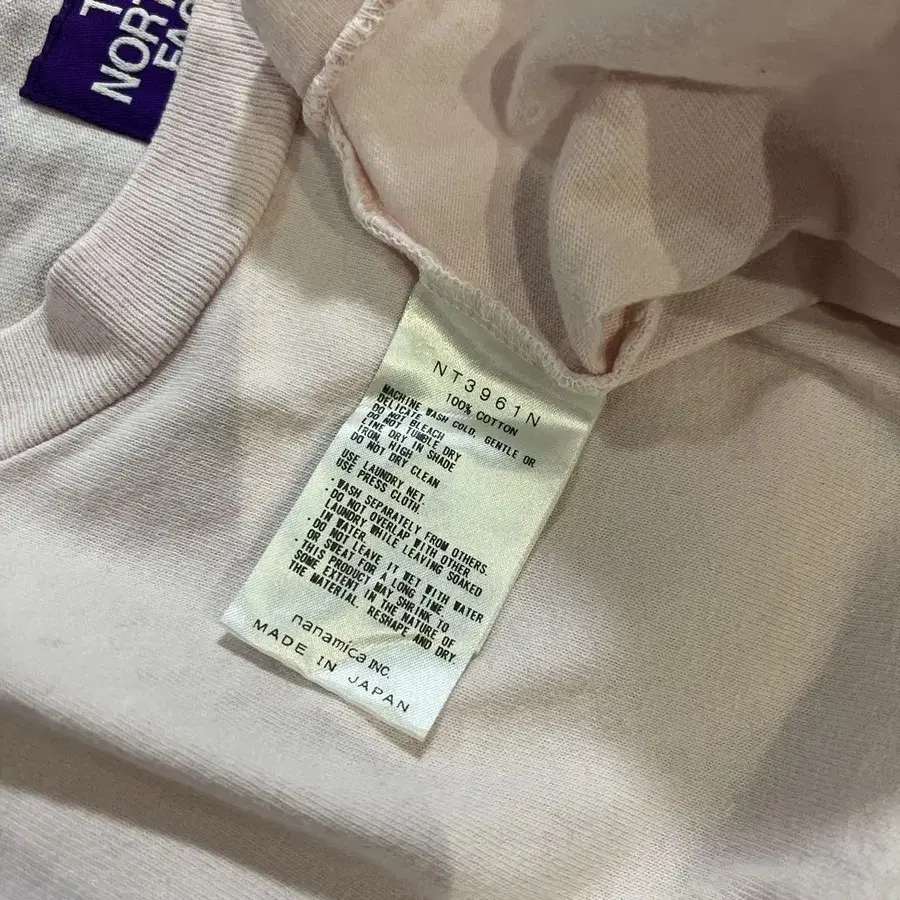 NORT
NT3961N
100% COTTON
MACHINE WASH COLD, GENTLE OR
DELICATE
DO NOT BLEACH
DO NOT TUMBLE DRY
LINE DRY IN SHADE
IRON, HIGH
DO NOT DRY CLEAN
USE LAUNDRY NET.
USE PRESS CLOTH.
・WASH SEPARATELY FROM OTHERS.
・DO NOT OVERLAP WITH OTHER
LAUNDRY WHILE LEAVING SOAKED
IN WATER.
・DO NOT LEAVE IT WET WITH WATER
OR SWEAT FOR A LONG TIME.
・THIS PRODUCT MAY SHRINK TO
SOME EXTENT IN THE NATURE OF
THE MATERIAL. RESHAPE AND DRY.
nanamica INC.
MADE IN JAPAN